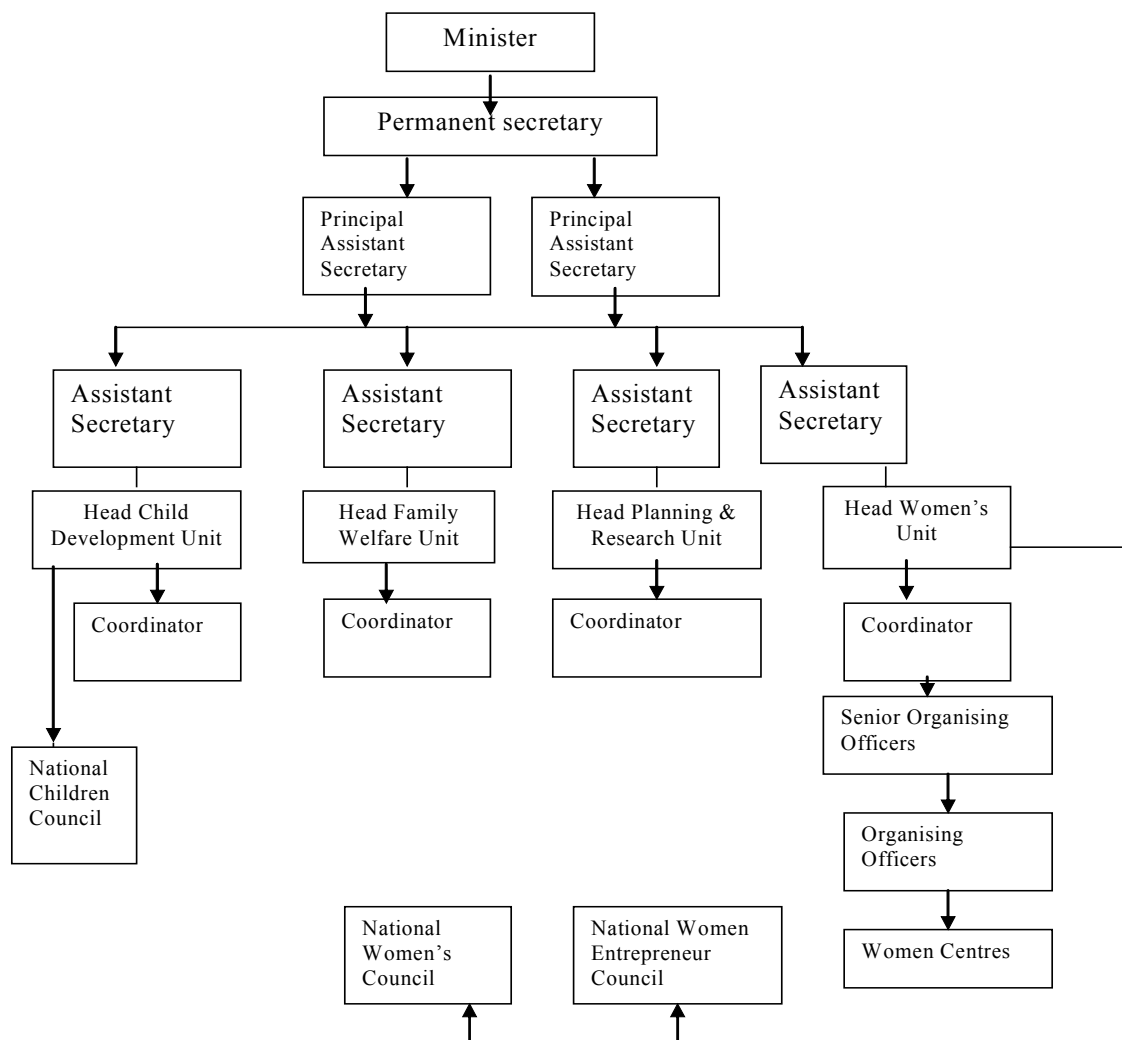 Minister
Permanent secretary
Principal
Assistant
Secretary
Principal
Assistant
Secretary
Assistant
Secretary
Assistant
Secretary
Assistant
Secretary
Assistant
Secretary
Head Child
Development Unit
Head Family
Welfare Unit
Head Planning &
Research Unit
Head Women’s
Unit
Coordinator
Coordinator
Coordinator
Coordinator
Senior Organising
Officers
National
Children
Council
Organising
Officers
National
Women’s
Council
National Women
Entrepreneur
Council
Women Centres